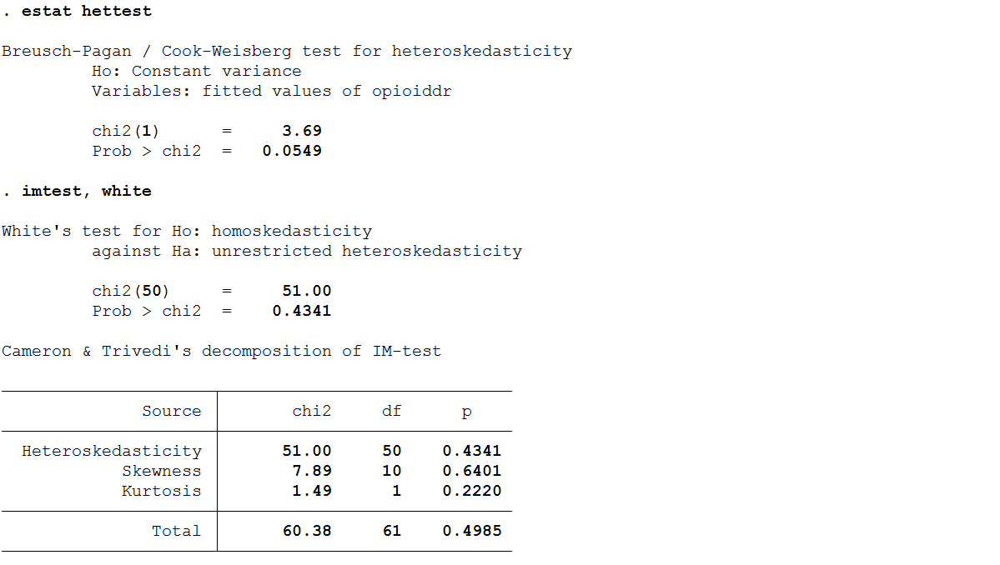 . estat hettest
Breusch-Pagan / Cook-Weisberg test for heteroskedasticity
Ho: Constant variance
Variables: fitted values of opioiddr
chi2(1) = 3.69
Prob > chi2 = 0.0549
. imtest, white
White's test for Ho: homoskedasticity
against Ha: unrestricted heteroskedasticity
chi2(50) = 51.00
Prob > chi2 = 0.4341
Cameron & Trivedi's decomposition of IM-test
Source chi2 df p
Heteroskedasticity 51.00 50 0.4341
Skewness 7.89 10 0.6401
Kurtosis 1.49 1 0.2220
Total 60.38 61 0.4985